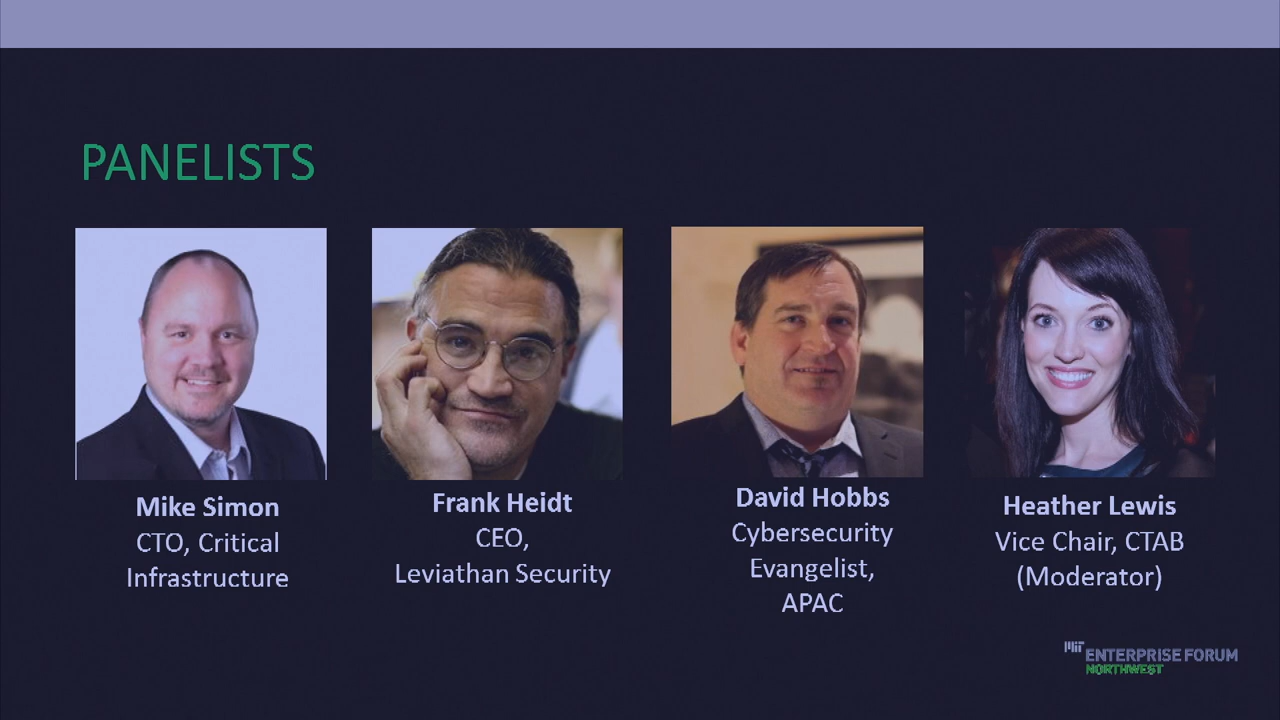 PANELISTS
Mike Simon
CTO, Critical
Infrastructure
Frank Heidt
CEO,
Leviathan Security
David Hobbs
Cybersecurity
Evangelist,
APAC
Heather Lewis
Vice Chair, CTAB
(Moderator)
MIT
ENTERPRISE FORUM
NORTHWEST